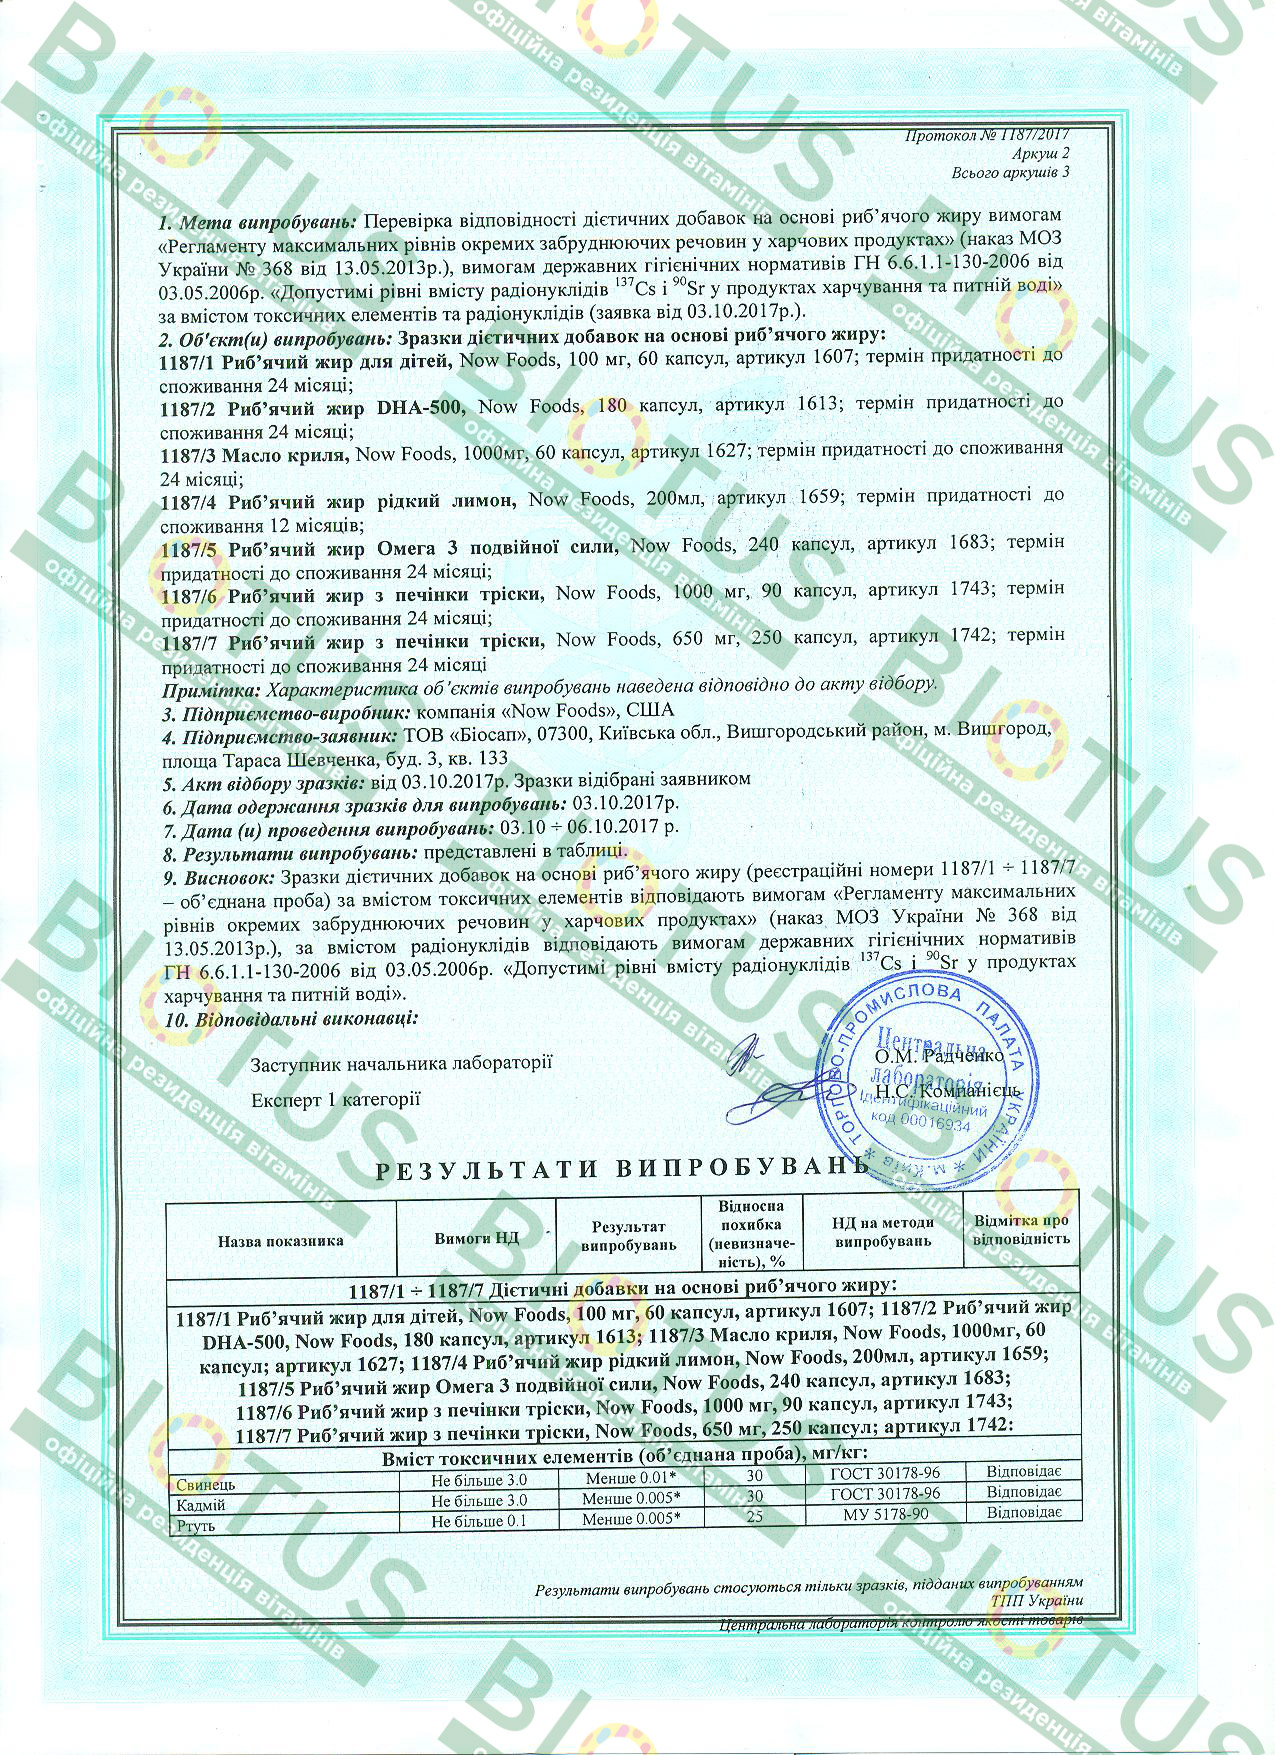 Протокол № 1187/2017
Аркуш 2
Всього аркушів 3
1. Мета випробувань: Перевірка відповідності дієтичних добавок на основі риб’ячого жиру вимогам
«Регламенту максимальних рівнів окремих забруднюючих речовин у харчових продуктах» (наказ МОЗ
України № 368 від 13.05.2013р.), вимогам державних гігієнічних нормативів ГН 6.6.1.1-130-2006 від
03.05.2006р. «Допустимі рівні вмісту радіонуклідів ¹³⁷Cs і ⁹⁰Sr у продуктах харчування та питній воді»
за вмістом токсичних елементів та радіонуклідів (заявка від 03.10.2017р.).
2. Об'єкт(и) випробувань: Зразки дієтичних добавок на основі риб’ячого жиру:
1187/1 Риб’ячий жир для дітей, Now Foods, 100 мг, 60 капсул, артикул 1607; термін придатності до
споживання 24 місяці;
1187/2 Риб’ячий жир DHA-500, Now Foods, 180 капсул, артикул 1613; термін придатності до
споживання 24 місяці;
1187/3 Масло криля, Now Foods, 1000мг, 60 капсул, артикул 1627; термін придатності до споживання
24 місяці;
1187/4 Риб’ячий жир рідкий лимон, Now Foods, 200мл, артикул 1659; термін придатності до
споживання 12 місяців;
1187/5 Риб’ячий жир Омега 3 подвійної сили, Now Foods, 240 капсул, артикул 1683; термін
придатності до споживання 24 місяці;
1187/6 Риб’ячий жир з печінки тріски, Now Foods, 1000 мг, 90 капсул, артикул 1743; термін
придатності до споживання 24 місяці;
1187/7 Риб’ячий жир з печінки тріски, Now Foods, 650 мг, 250 капсул, артикул 1742; термін
придатності до споживання 24 місяці
Примітка: Характеристика об’єктів випробувань наведена відповідно до акту відбору.
3. Підприємство-виробник: компанія «Now Foods», США
4. Підприємство-заявник: ТОВ «Біосап», 07300, Київська обл., Вишгородський район, м. Вишгород,
площа Тараса Шевченка, буд. 3, кв. 133
5. Акт відбору зразків: від 03.10.2017р. Зразки відібрані заявником
6. Дата одержання зразків для випробувань: 03.10.2017р.
7. Дата (и) проведення випробувань: 03.10 ÷ 06.10.2017 р.
8. Результати випробувань: представлені в таблиці.
9. Висновок: Зразки дієтичних добавок на основі риб’ячого жиру (реєстраційні номери 1187/1 ÷ 1187/7
– об’єднана проба) за вмістом токсичних елементів відповідають вимогам «Регламенту максимальних
рівнів окремих забруднюючих речовин у харчових продуктах» (наказ МОЗ України № 368 від
13.05.2013р.), за вмістом радіонуклідів відповідають вимогам державних гігієнічних нормативів
ГН 6.6.1.1-130-2006 від 03.05.2006р. «Допустимі рівні вмісту радіонуклідів ¹³⁷Cs і ⁹⁰Sr у продуктах
харчування та питній воді».
10. Відповідальні виконавці:
Заступник начальника лабораторії О.М. Радченко
Експерт 1 категорії Н.С. Компанієць
ТОРГОВО-ПРОМИСЛОВА ПАЛАТА УКРАЇНИ * м.Київ *
Центральна
лабораторія
Ідентифікаційний
код 00016934
РЕЗУЛЬТАТИ ВИПРОБУВАНЬ
Назва показника Вимоги НД Результат випробувань Відносна похибка (невизначе-ність), % НД на методи випробувань Відмітка про відповідність
1187/1 ÷ 1187/7 Дієтичні добавки на основі риб’ячого жиру:
1187/1 Риб’ячий жир для дітей, Now Foods, 100 мг, 60 капсул, артикул 1607; 1187/2 Риб’ячий жир
DHA-500, Now Foods, 180 капсул, артикул 1613; 1187/3 Масло криля, Now Foods, 1000мг, 60
капсул; артикул 1627; 1187/4 Риб’ячий жир рідкий лимон, Now Foods, 200мл, артикул 1659;
1187/5 Риб’ячий жир Омега 3 подвійної сили, Now Foods, 240 капсул, артикул 1683;
1187/6 Риб’ячий жир з печінки тріски, Now Foods, 1000 мг, 90 капсул, артикул 1743;
1187/7 Риб’ячий жир з печінки тріски, Now Foods, 650 мг, 250 капсул; артикул 1742:
Вміст токсичних елементів (об’єднана проба), мг/кг:
Свинець Не більше 3.0 Менше 0.01* 30 ГОСТ 30178-96 Відповідає
Кадмій Не більше 3.0 Менше 0.005* 30 ГОСТ 30178-96 Відповідає
Ртуть Не більше 0.1 Менше 0.005* 25 МУ 5178-90 Відповідає
Результати випробувань стосуються тільки зразків, підданих випробуванням
ТПП України
Центральна лабораторія контролю якості товарів
BIOTUS
офіційна резиденція вітамінів